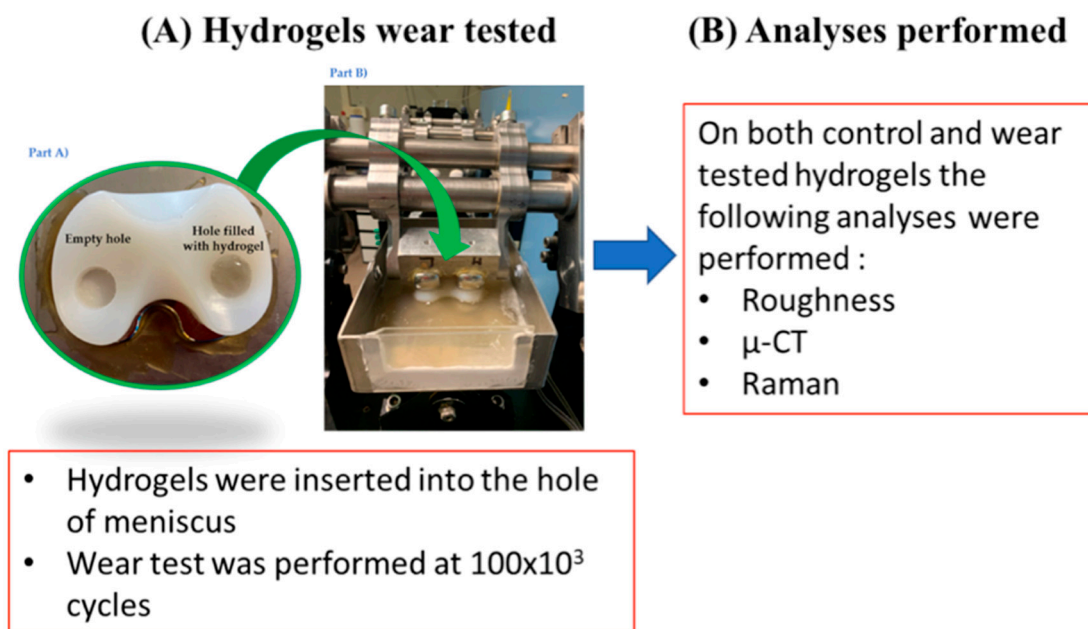 (A) Hydrogels wear tested
(B) Analyses performed
Part A)
Part B)
Empty hole
Hole filled
with hydrogel
On both control and wear
tested hydrogels the
following analyses were
performed :
• Roughness
• μ-CT
• Raman
• Hydrogels were inserted into the hole
of meniscus
• Wear test was performed at 100x10³
cycles